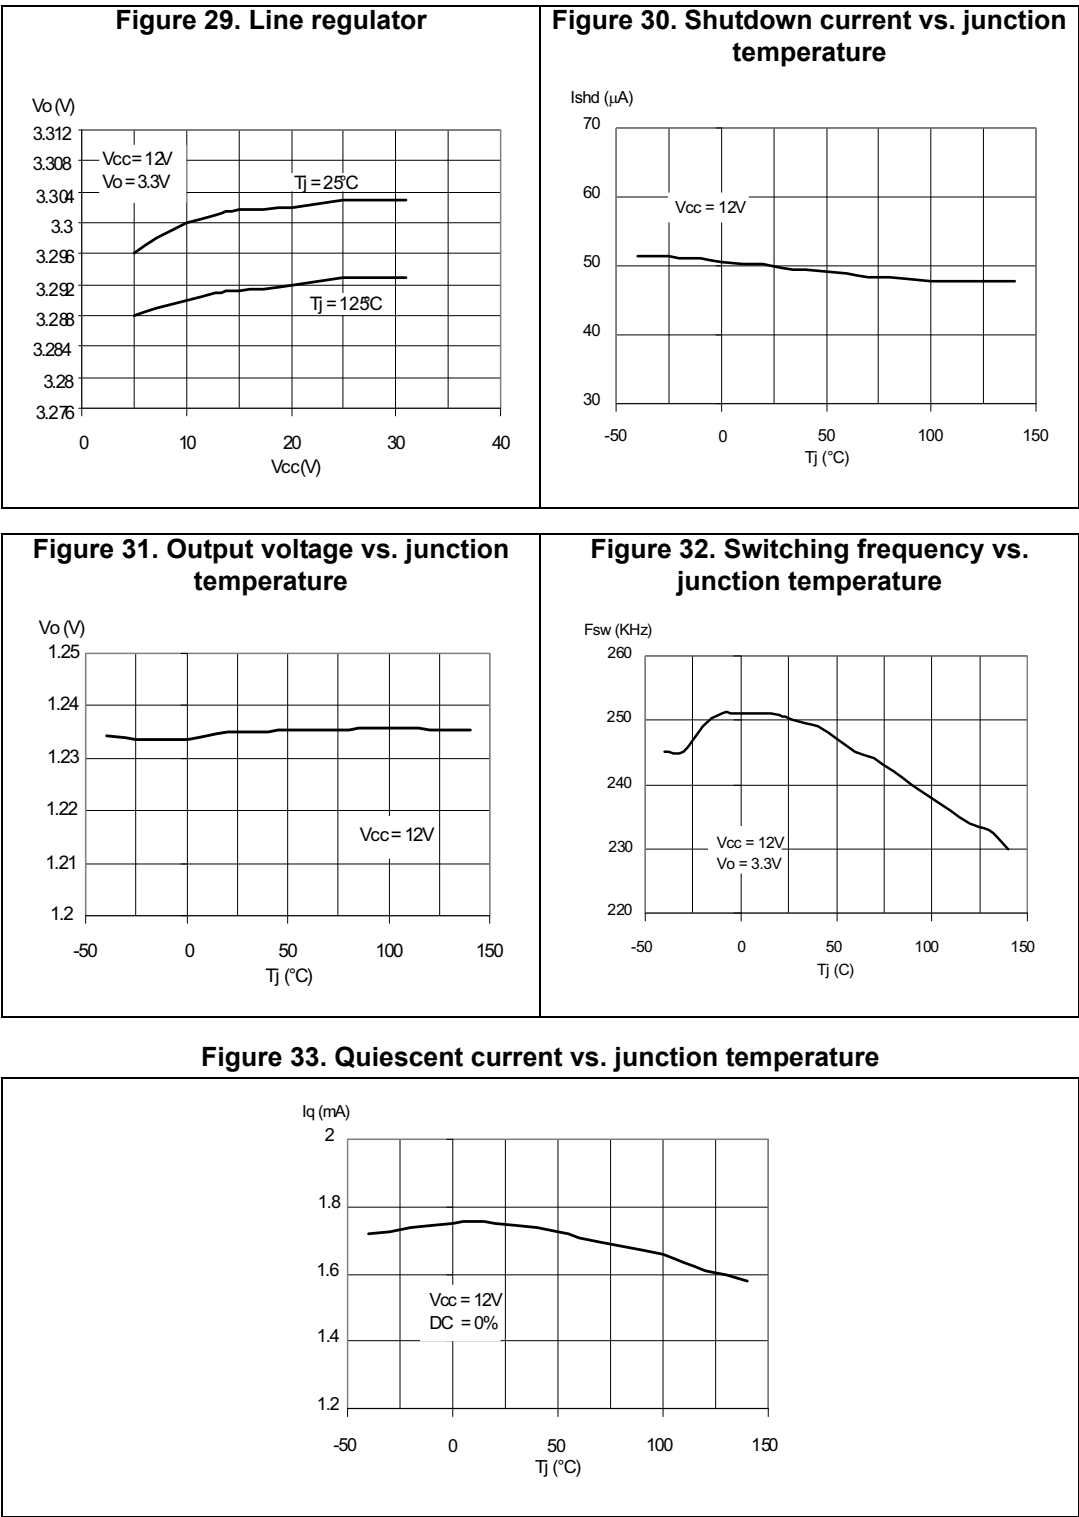 Figure 29. Line regulator
Vo (V)
3.312
3.308
3.304
3.3
3.296
3.292
3.288
3.284
3.28
3.276
Vcc = 12V
Vo = 3.3V
Tj = 25°C
Tj = 125°C
0 10 20 30 40
Vcc(V)
Figure 30. Shutdown current vs. junction
temperature
Ishd (μA)
70
60
50
40
30
Vcc = 12V
-50 0 50 100 150
Tj (°C)
Figure 31. Output voltage vs. junction
temperature
Vo (V)
1.25
1.24
1.23
1.22
1.21
1.2
Vcc = 12V
-50 0 50 100 150
Tj (°C)
Figure 32. Switching frequency vs.
junction temperature
Fsw (KHz)
260
250
240
230
220
Vcc = 12V
Vo = 3.3V
-50 0 50 100 150
Tj (C)
Figure 33. Quiescent current vs. junction temperature
Iq (mA)
2
1.8
1.6
1.4
1.2
Vcc = 12V
DC = 0%
-50 0 50 100 150
Tj (°C)